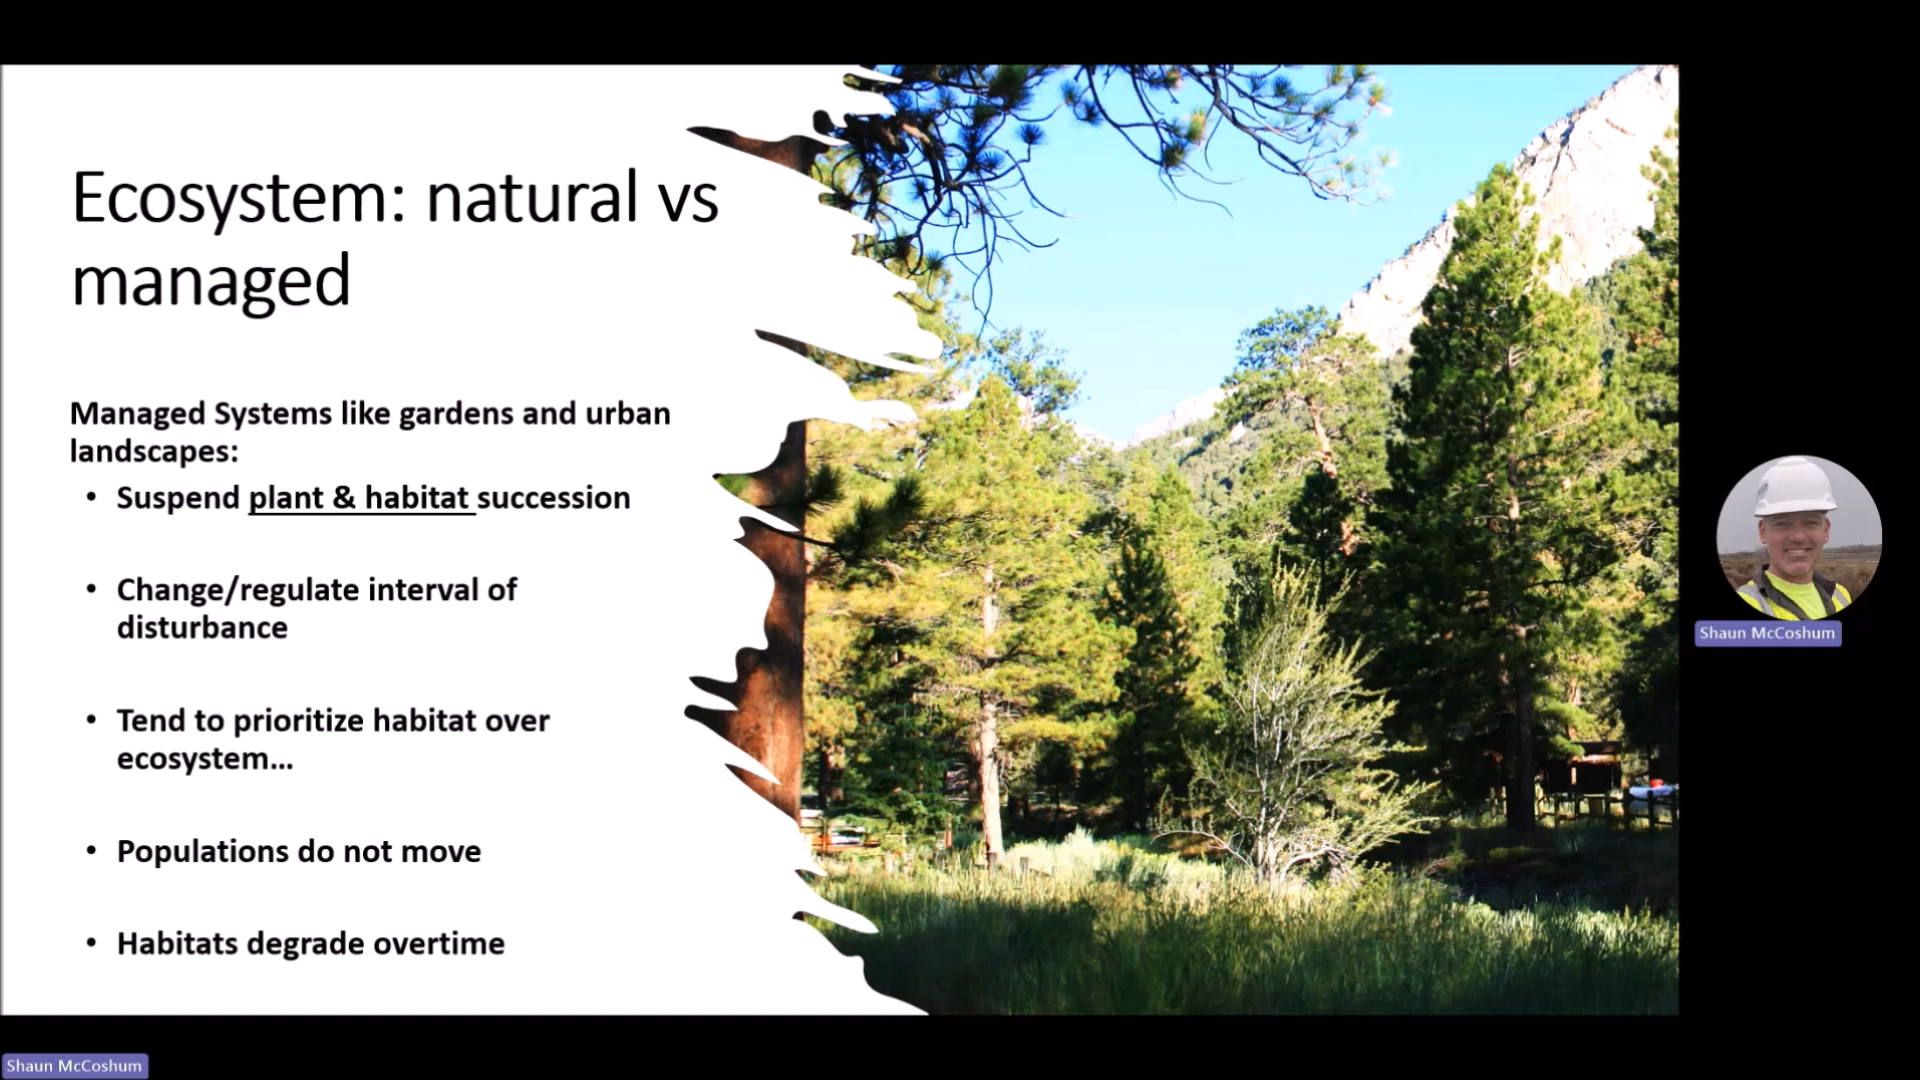 Ecosystem: natural vs
managed
Managed Systems like gardens and urban
landscapes:
• Suspend plant & habitat succession
• Change/regulate interval of
disturbance
• Tend to prioritize habitat over
ecosystem...
• Populations do not move
• Habitats degrade overtime
Shaun McCoshum
Shaun McCoshum